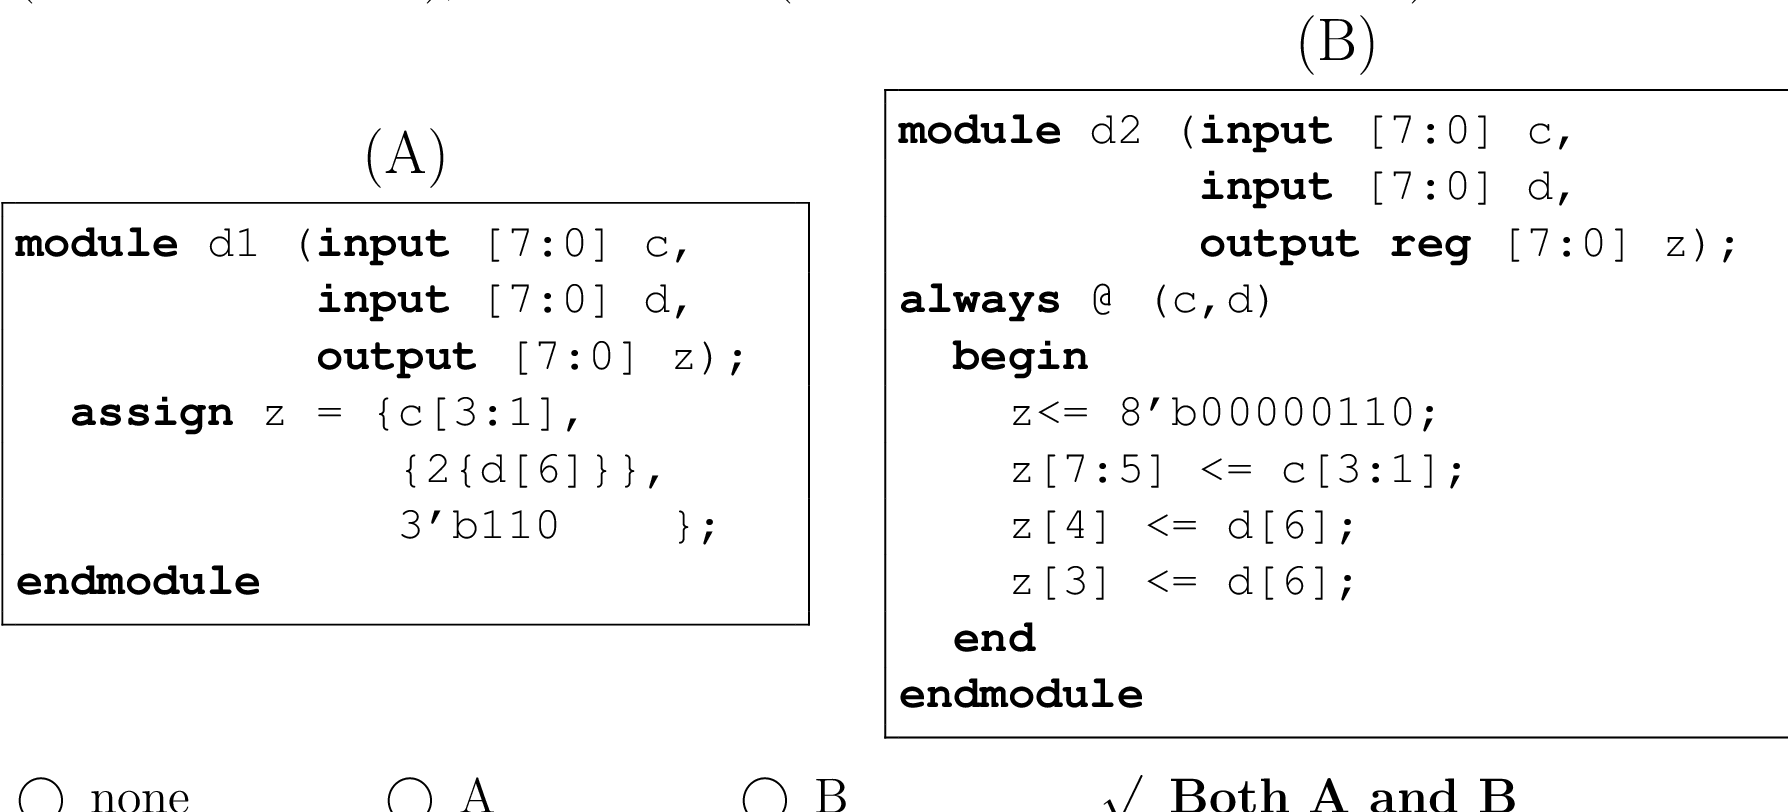 (A)
module d1 (input [7:0] c,
input [7:0] d,
output [7:0] z);
assign z = {c[3:1],
{2{d[6]}},
3’b110 };
endmodule
(B)
module d2 (input [7:0] c,
input [7:0] d,
output reg [7:0] z);
always @ (c,d)
begin
z<= 8’b00000110;
z[7:5] <= c[3:1];
z[4] <= d[6];
z[3] <= d[6];
end
endmodule
○ none ○ A ○ B √ Both A and B